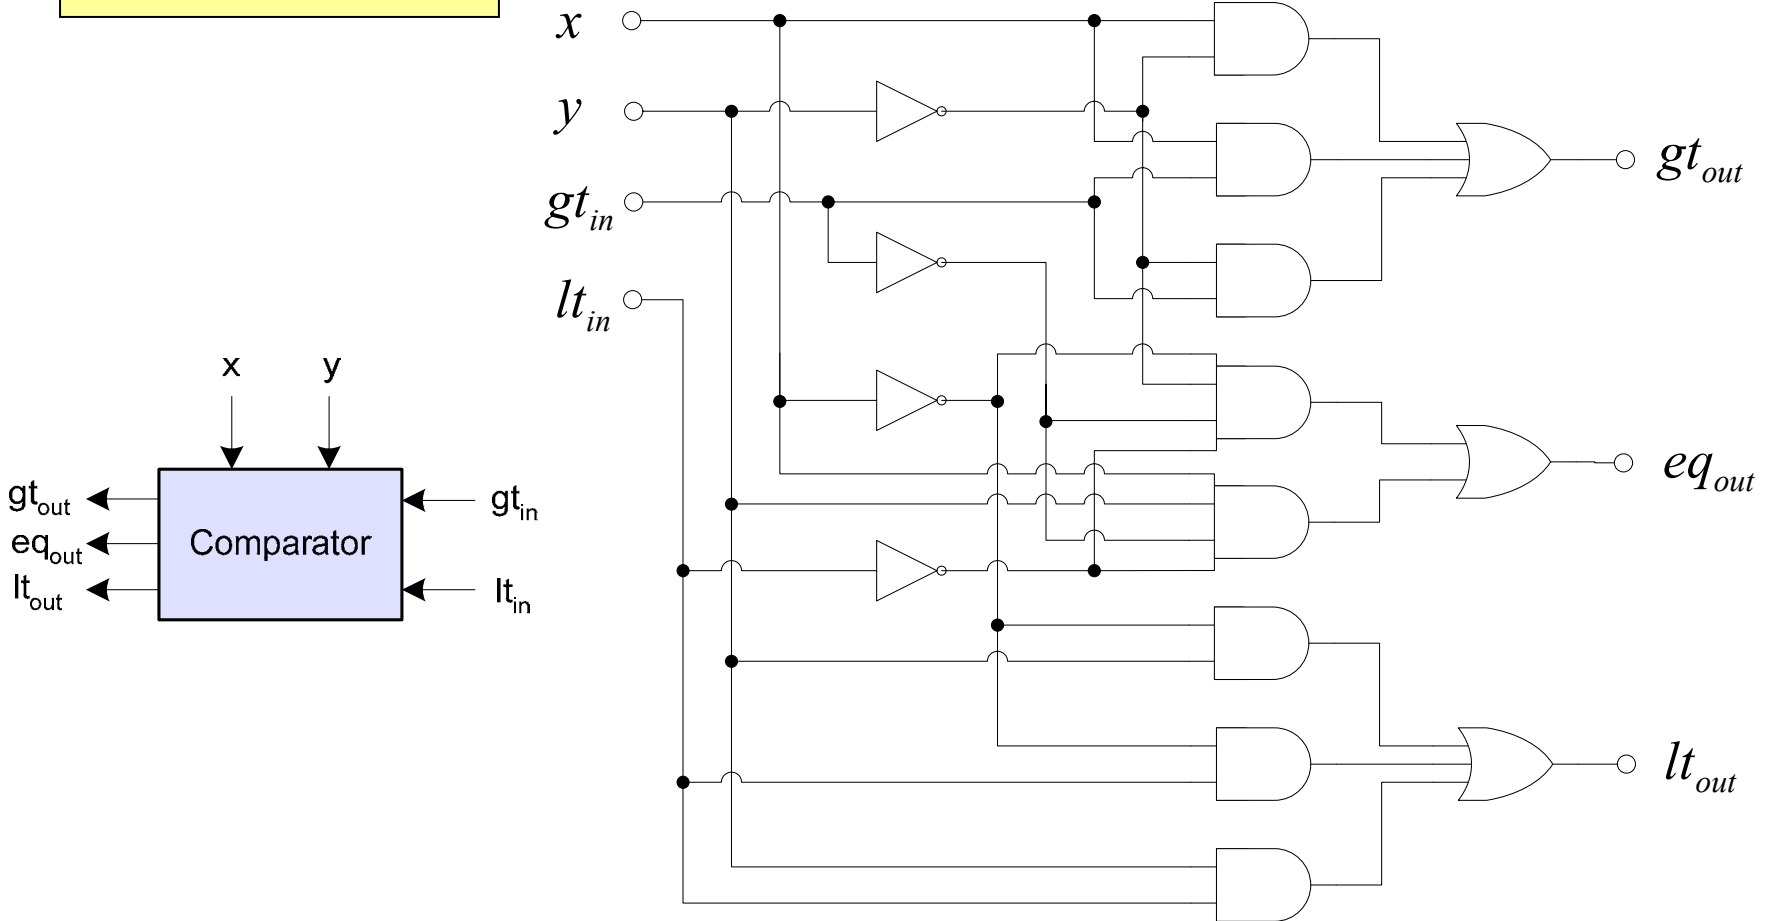 x
y
gt_in
lt_in
gt_out
eq_out
lt_out
x y
gt_out
eq_out
lt_out
Comparator
gt_in
lt_in